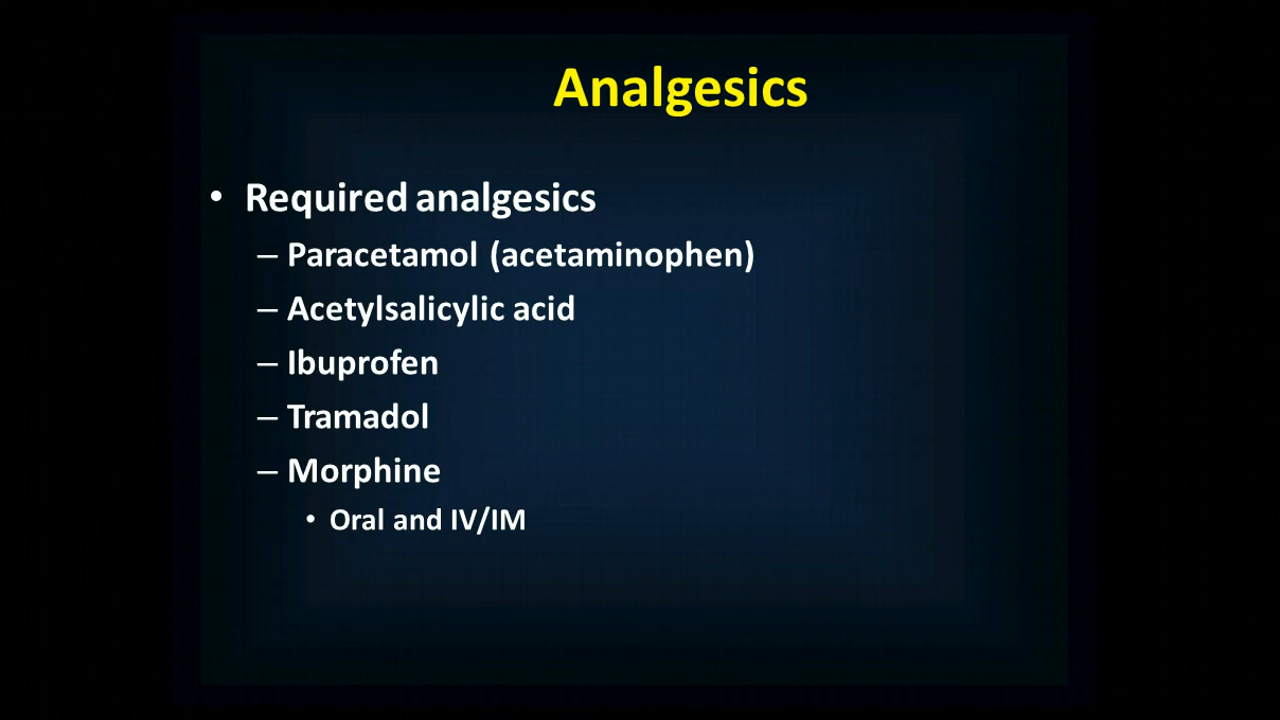 Analgesics
• Required analgesics
– Paracetamol (acetaminophen)
– Acetylsalicylic acid
– Ibuprofen
– Tramadol
– Morphine
• Oral and IV/IM